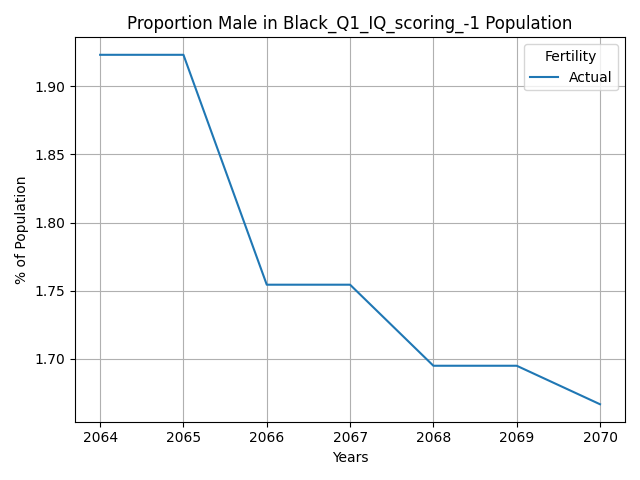 Proportion Male in Black_Q1_IQ_scoring_-1 Population
Fertility
Actual
1.90
1.85
1.80
1.75
1.70
% of Population
2064 2065 2066 2067 2068 2069 2070
Years